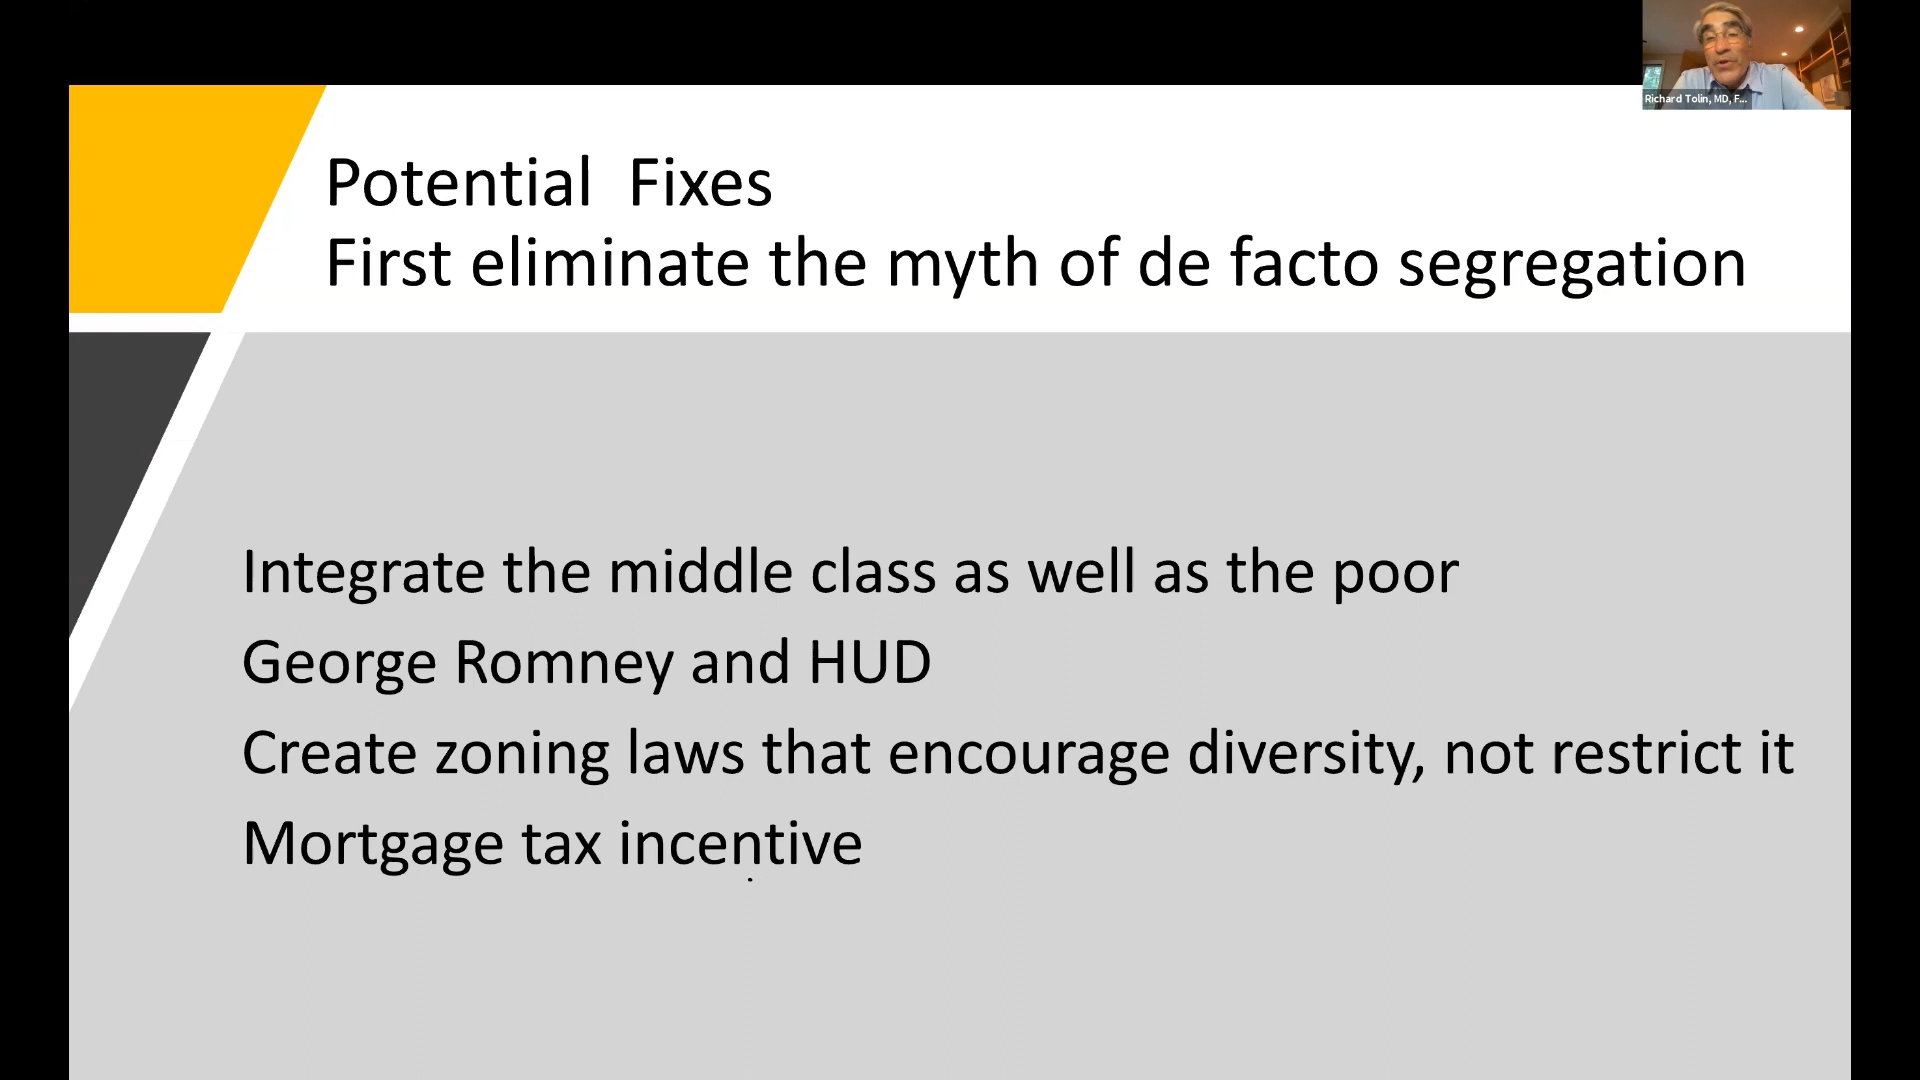 Richard Tolin, MD, F...
Potential Fixes
First eliminate the myth of de facto segregation
Integrate the middle class as well as the poor
George Romney and HUD
Create zoning laws that encourage diversity, not restrict it
Mortgage tax incentive
.